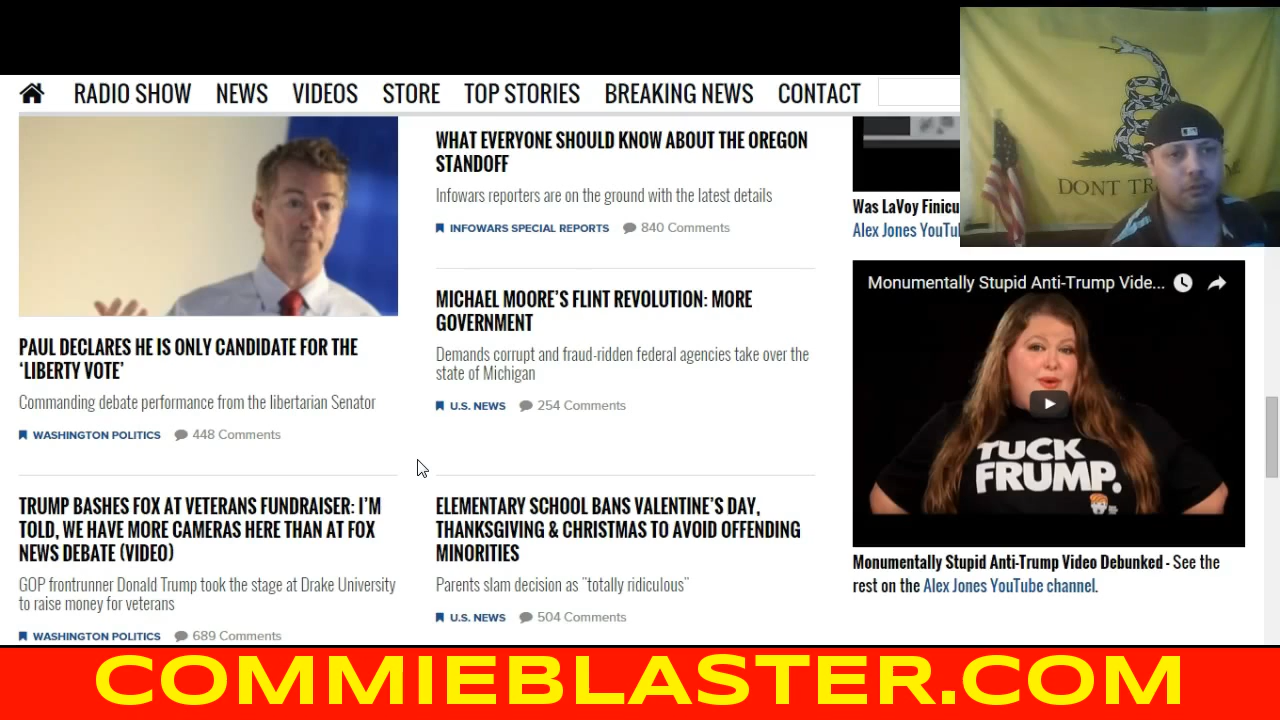 RADIO SHOW NEWS VIDEOS STORE TOP STORIES BREAKING NEWS CONTACT
PAUL DECLARES HE IS ONLY CANDIDATE FOR THE
‘LIBERTY VOTE’
Commanding debate performance from the libertarian Senator
WASHINGTON POLITICS 448 Comments
TRUMP BASHES FOX AT VETERANS FUNDRAISER: I’M
TOLD, WE HAVE MORE CAMERAS HERE THAN AT FOX
NEWS DEBATE (VIDEO)
GOP frontrunner Donald Trump took the stage at Drake University
to raise money for veterans
WASHINGTON POLITICS 689 Comments
WHAT EVERYONE SHOULD KNOW ABOUT THE OREGON
STANDOFF
Infowars reporters are on the ground with the latest details
INFOWARS SPECIAL REPORTS 840 Comments
MICHAEL MOORE’S FLINT REVOLUTION: MORE
GOVERNMENT
Demands corrupt and fraud-ridden federal agencies take over the
state of Michigan
U.S. NEWS 254 Comments
ELEMENTARY SCHOOL BANS VALENTINE’S DAY,
THANKSGIVING & CHRISTMAS TO AVOID OFFENDING
MINORITIES
Parents slam decision as "totally ridiculous"
U.S. NEWS 504 Comments
DONT TR
Was LaVoy Finicu
Alex Jones YouTu
Monumentally Stupid Anti-Trump Vide...
TUCK
FRUMP.
Monumentally Stupid Anti-Trump Video Debunked - See the
rest on the Alex Jones YouTube channel.
COMMIEBLASTER.COM